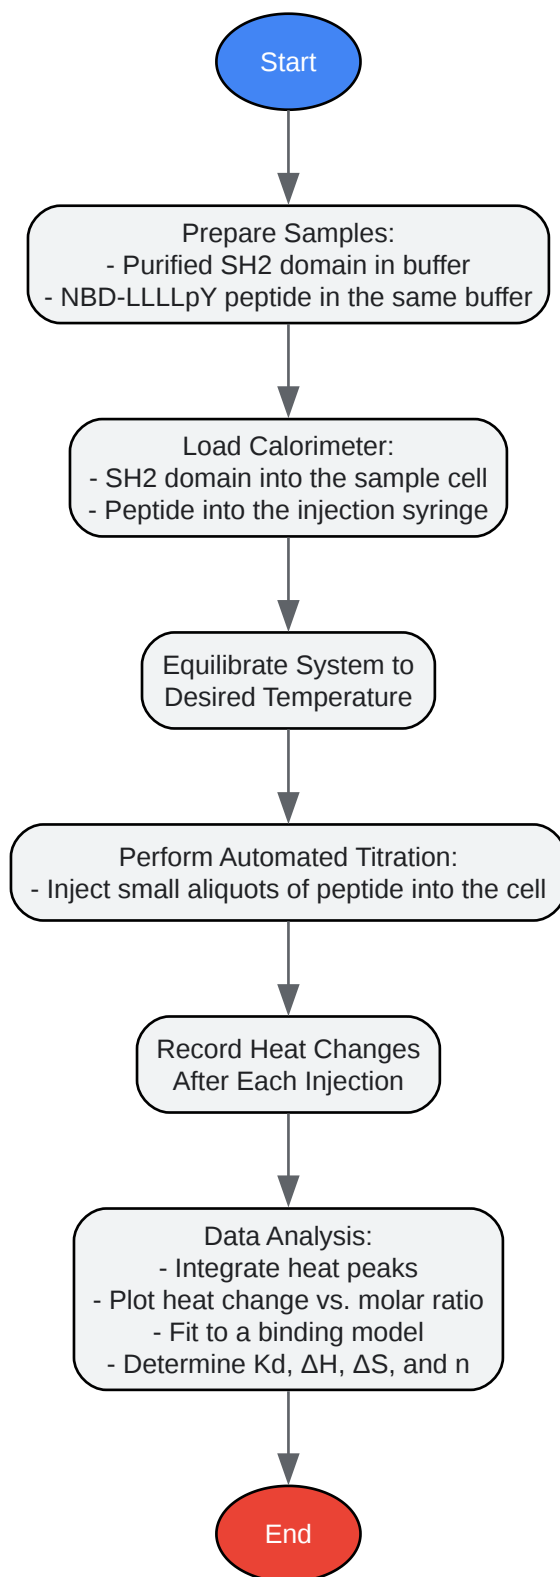 Start
Prepare Samples:
- Purified SH2 domain in buffer
- NBD-LLLLpY peptide in the same buffer
Load Calorimeter:
- SH2 domain into the sample cell
- Peptide into the injection syringe
Equilibrate System to
Desired Temperature
Perform Automated Titration:
- Inject small aliquots of peptide into the cell
Record Heat Changes
After Each Injection
Data Analysis:
- Integrate heat peaks
- Plot heat change vs. molar ratio
- Fit to a binding model
- Determine Kd, ΔH, ΔS, and n
End